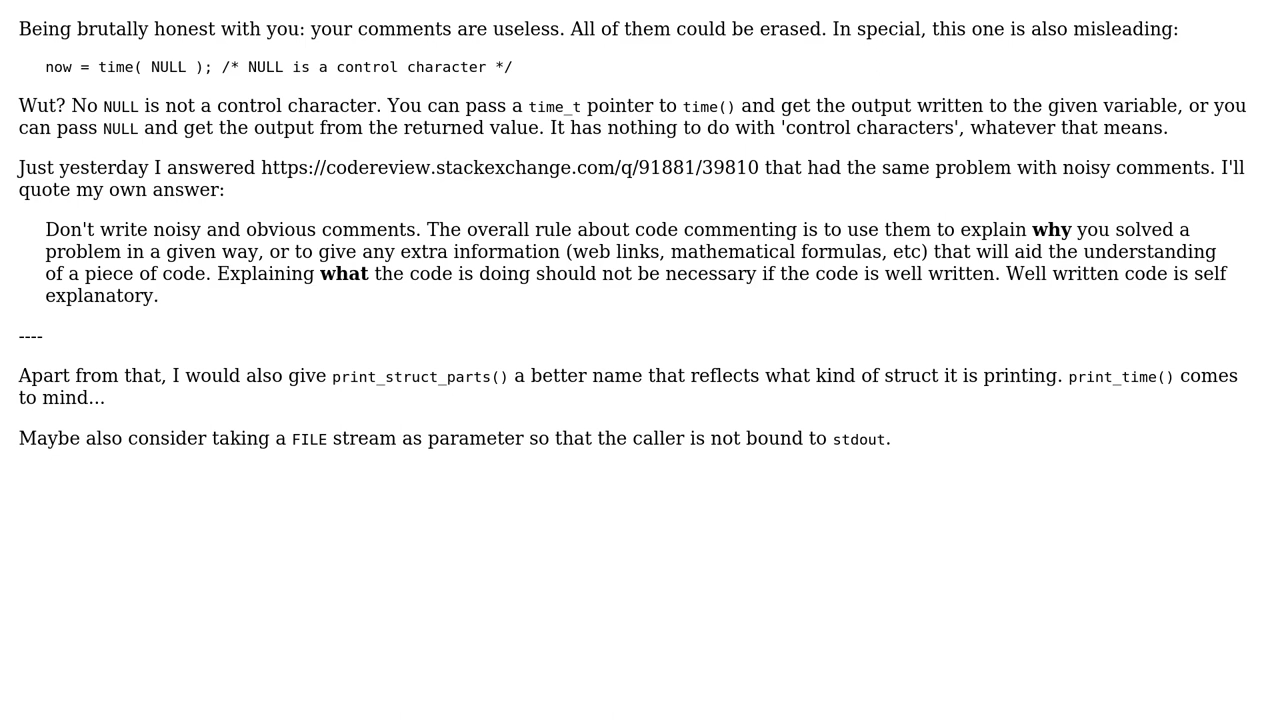 Being brutally honest with you: your comments are useless. All of them could be erased. In special, this one is also misleading:
now = time( NULL ); /* NULL is a control character */
Wut? No NULL is not a control character. You can pass a time_t pointer to time() and get the output written to the given variable, or you
can pass NULL and get the output from the returned value. It has nothing to do with 'control characters', whatever that means.
Just yesterday I answered https://codereview.stackexchange.com/q/91881/39810 that had the same problem with noisy comments. I'll
quote my own answer:
Don't write noisy and obvious comments. The overall rule about code commenting is to use them to explain why you solved a
problem in a given way, or to give any extra information (web links, mathematical formulas, etc) that will aid the understanding
of a piece of code. Explaining what the code is doing should not be necessary if the code is well written. Well written code is self
explanatory.
----
Apart from that, I would also give print_struct_parts() a better name that reflects what kind of struct it is printing. print_time() comes
to mind...
Maybe also consider taking a FILE stream as parameter so that the caller is not bound to stdout.